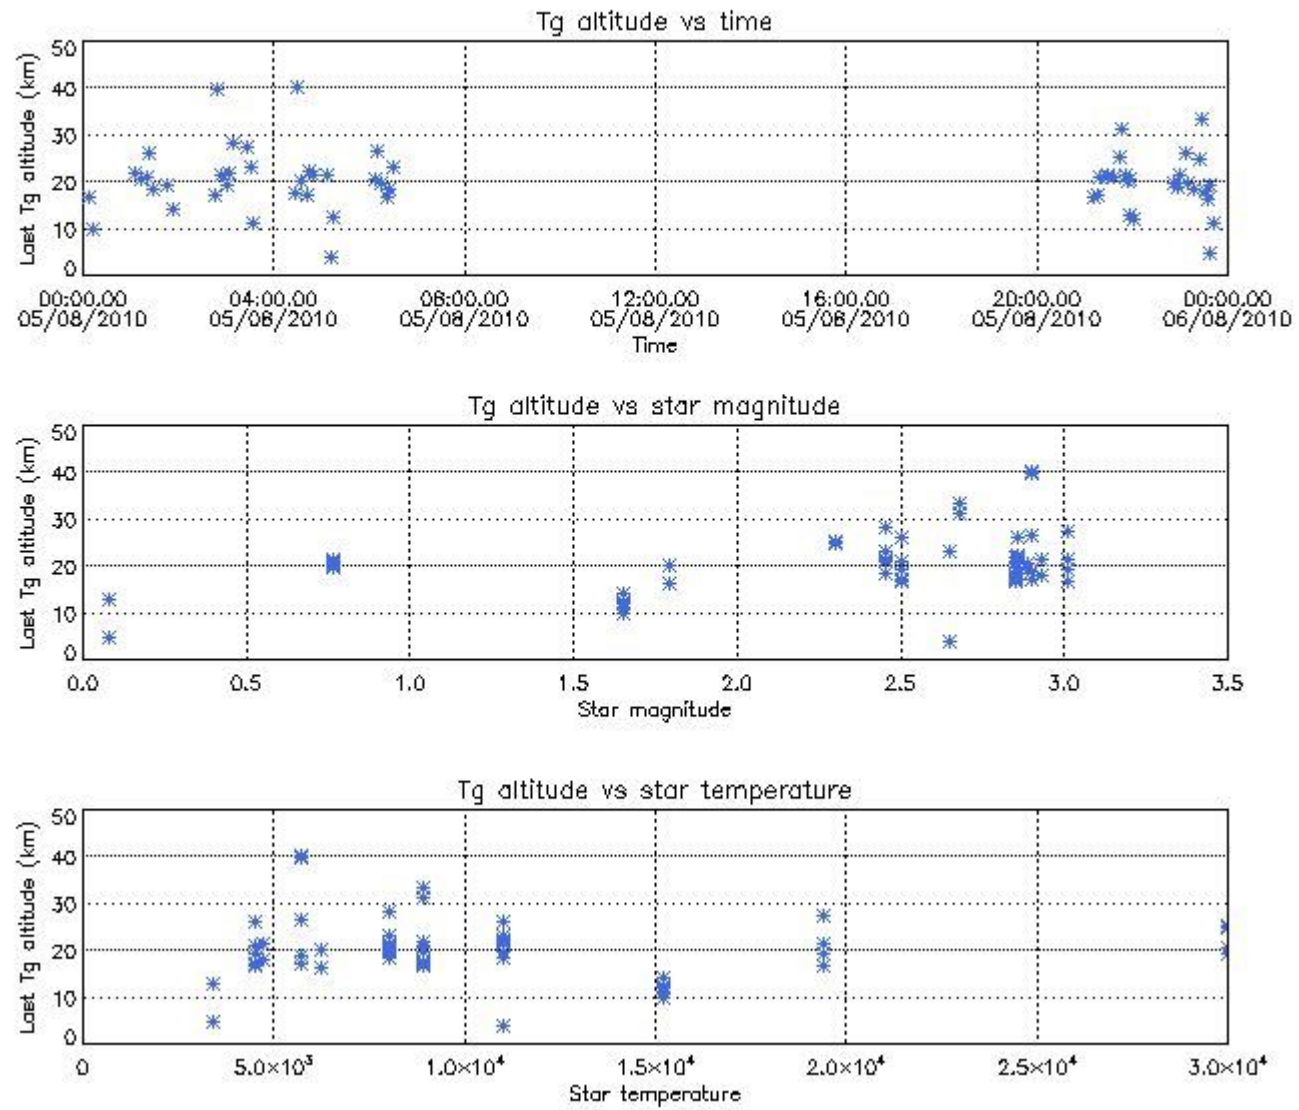 Tg altitude vs time
Last Tg altitude (km)
50
40
30
20
10
0
00:00.00 04:00.00 08:00.00 12:00.00 16:00.00 20:00.00 00:00.00
05/08/2010 05/08/2010 05/08/2010 05/08/2010 05/08/2010 05/08/2010 06/08/2010
Time
Tg altitude vs star magnitude
Last Tg altitude (km)
50
40
30
20
10
0
0.0 0.5 1.0 1.5 2.0 2.5 3.0 3.5
Star magnitude
Tg altitude vs star temperature
Last Tg altitude (km)
50
40
30
20
10
0
0 5.0×10³ 1.0×10⁴ 1.5×10⁴ 2.0×10⁴ 2.5×10⁴ 3.0×10⁴
Star temperature